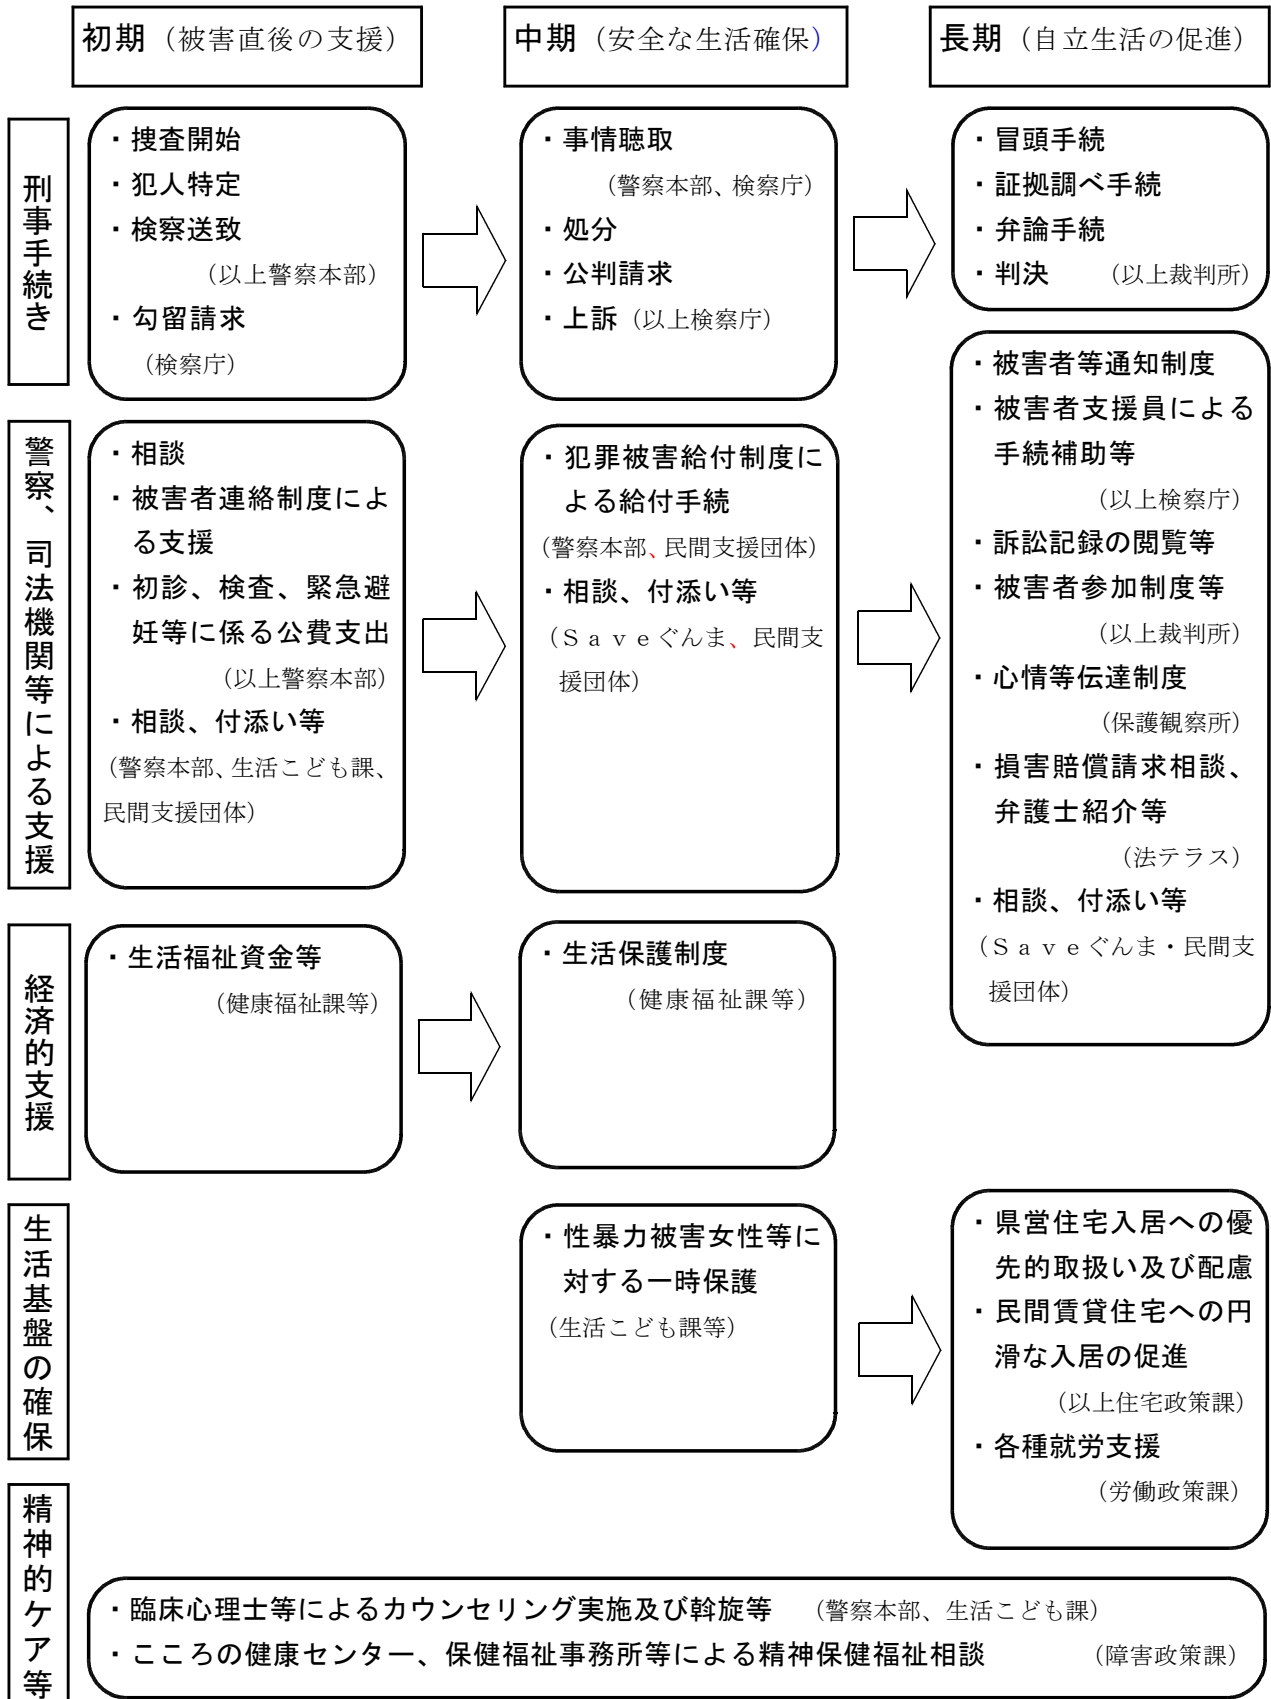 初期（被害直後の支援）
中期（安全な生活確保）
長期（自立生活の促進）
刑事手続き
・捜査開始
・犯人特定
・検察送致
（以上警察本部）
・勾留請求
（検察庁）
・事情聴取
（警察本部、検察庁）
・処分
・公判請求
・上訴（以上検察庁）
・冒頭手続
・証拠調べ手続
・弁論手続
・判決　（以上裁判所）
警察、司法機関等による支援
・相談
・被害者連絡制度によ
る支援
・初診、検査、緊急避
妊等に係る公費支出
（以上警察本部）
・相談、付添い等
（警察本部、生活こども課、
民間支援団体）
・犯罪被害給付制度に
よる給付手続
（警察本部、民間支援団体）
・相談、付添い等
（Ｓａｖｅぐんま、民間支
援団体）
・被害者等通知制度
・被害者支援員による
手続補助等
（以上検察庁）
・訴訟記録の閲覧等
・被害者参加制度等
（以上裁判所）
・心情等伝達制度
（保護観察所）
・損害賠償請求相談、
弁護士紹介等
（法テラス）
・相談、付添い等
（Ｓａｖｅぐんま・民間支
援団体）
経済的支援
・生活福祉資金等
（健康福祉課等）
・生活保護制度
（健康福祉課等）
生活基盤の確保
・性暴力被害女性等に
対する一時保護
（生活こども課等）
・県営住宅入居への優
先的取扱い及び配慮
・民間賃貸住宅への円
滑な入居の促進
（以上住宅政策課）
・各種就労支援
（労働政策課）
精神的ケア等
・臨床心理士等によるカウンセリング実施及び斡旋等　（警察本部、生活こども課）
・こころの健康センター、保健福祉事務所等による精神保健福祉相談　（障害政策課）